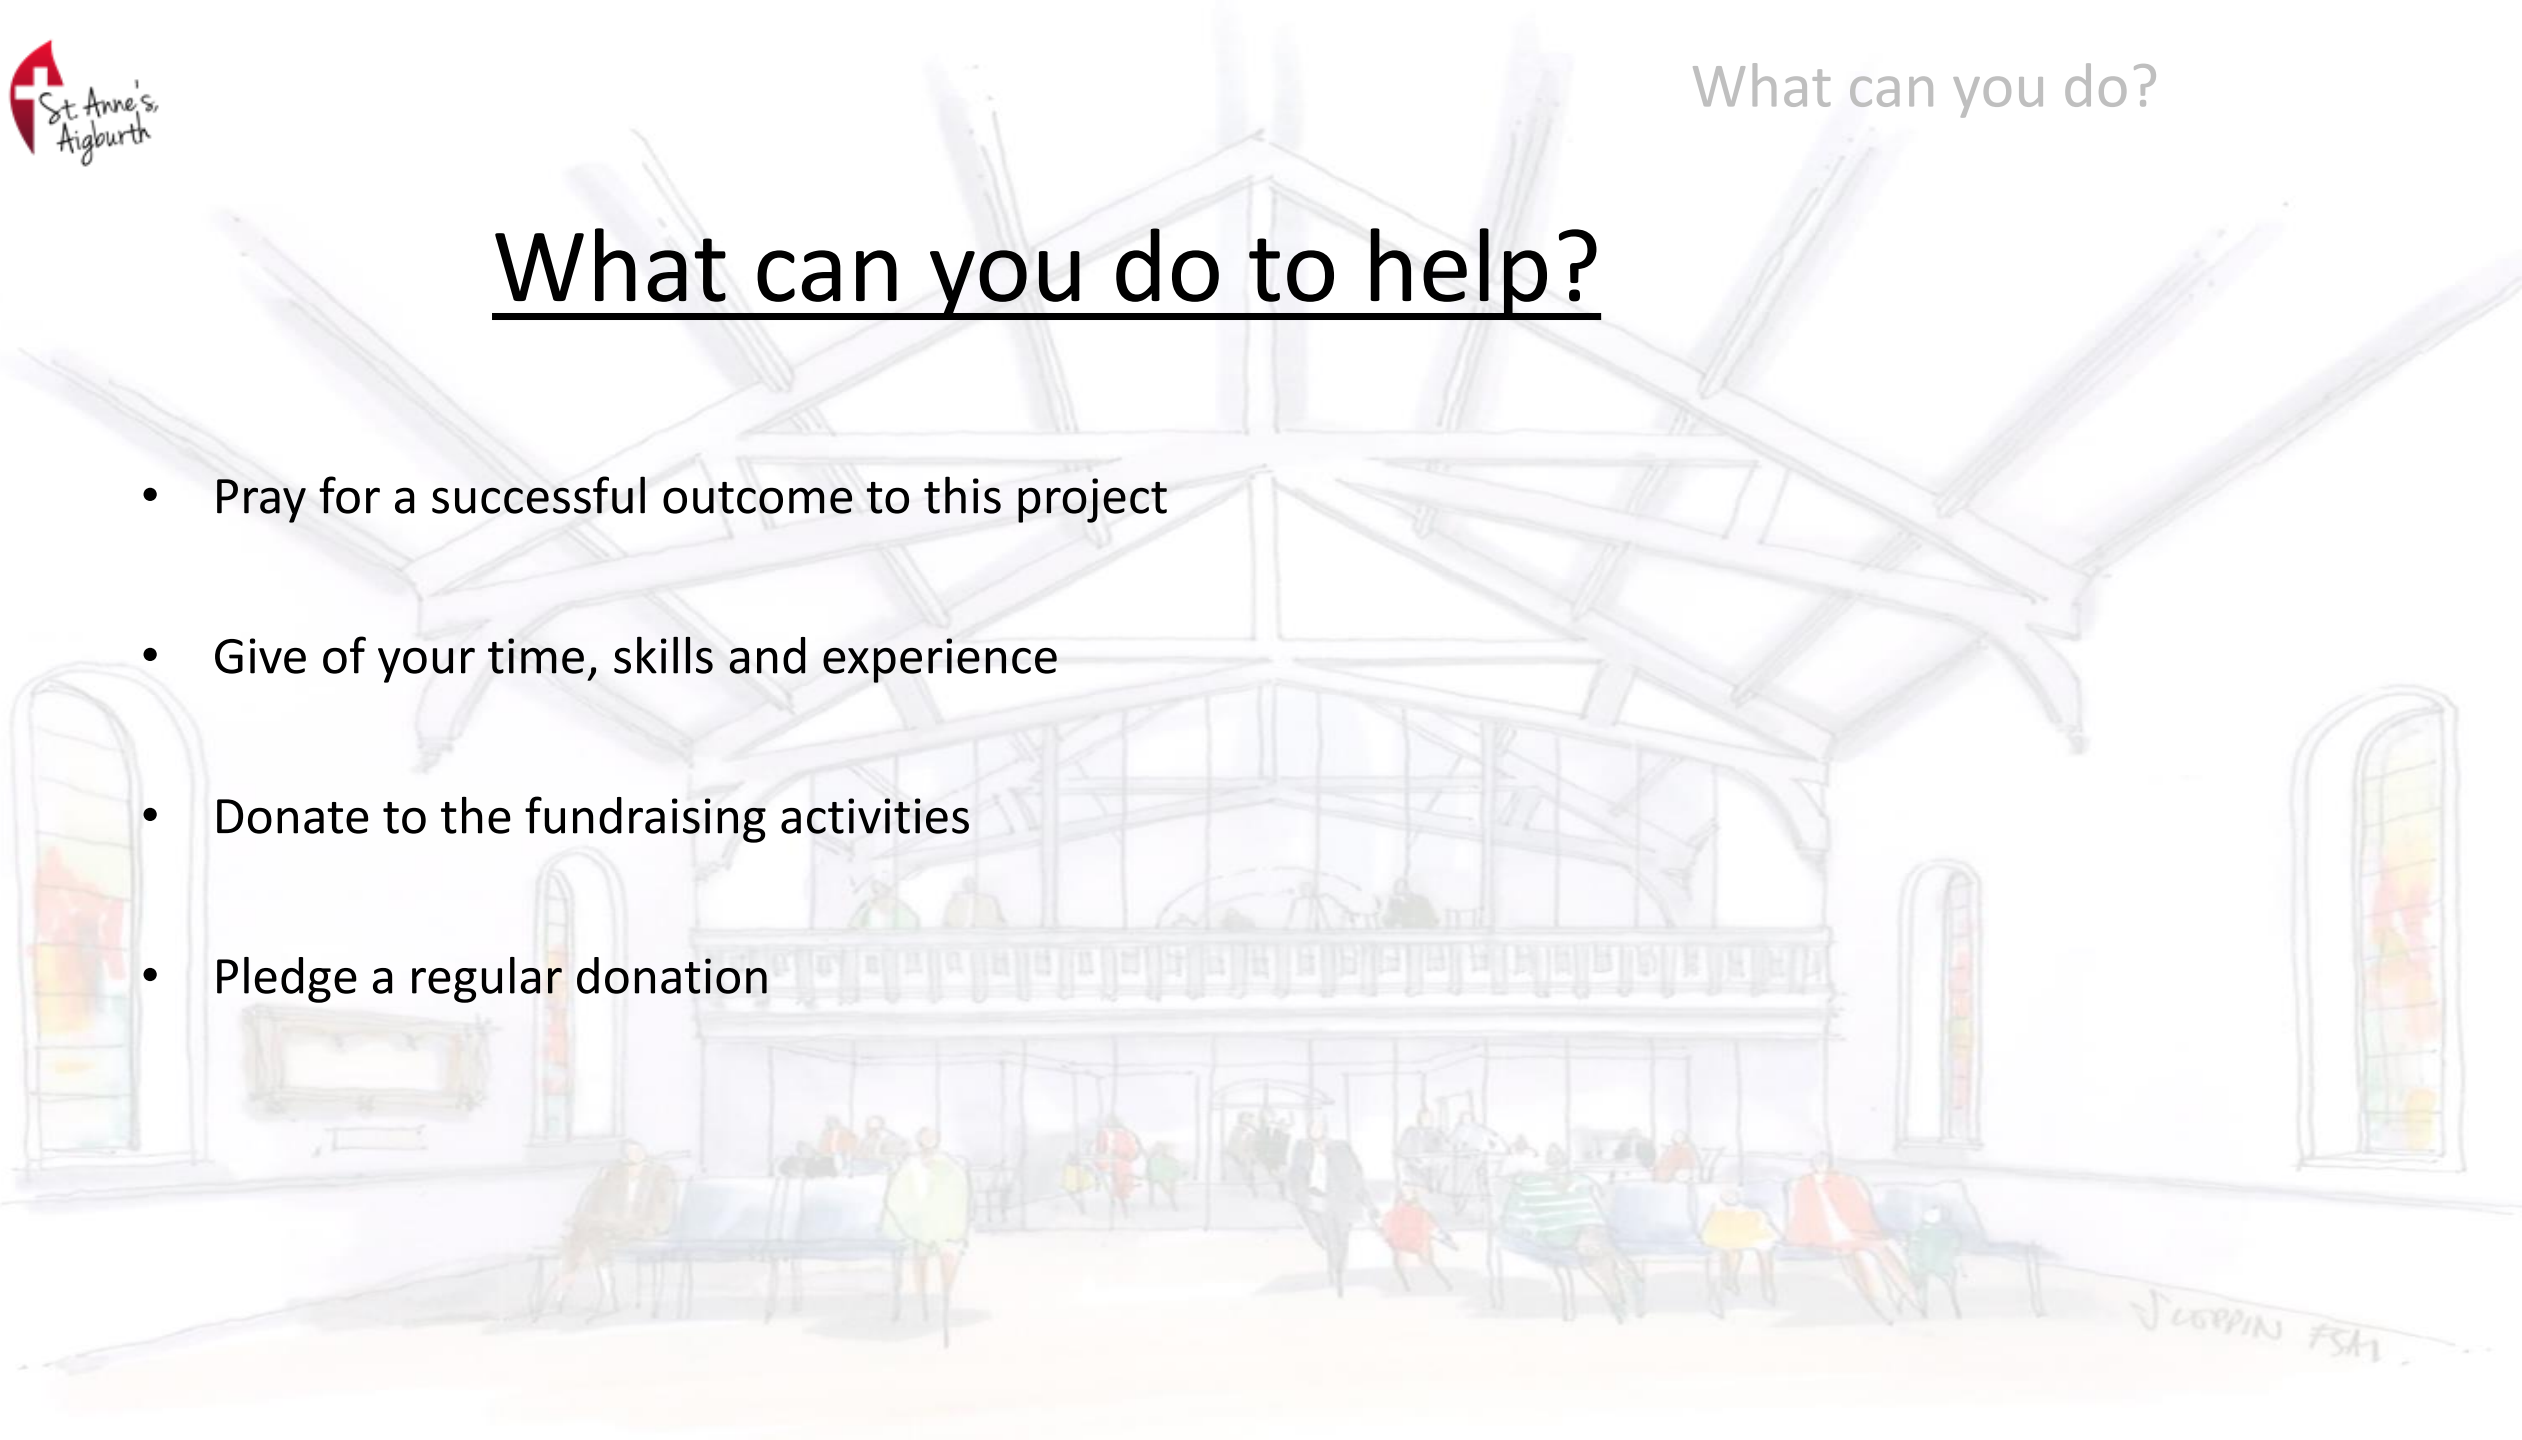 St. Anne's,
Aigburth
What can you do?
What can you do to help?
• Pray for a successful outcome to this project
• Give of your time, skills and experience
• Donate to the fundraising activities
• Pledge a regular donation